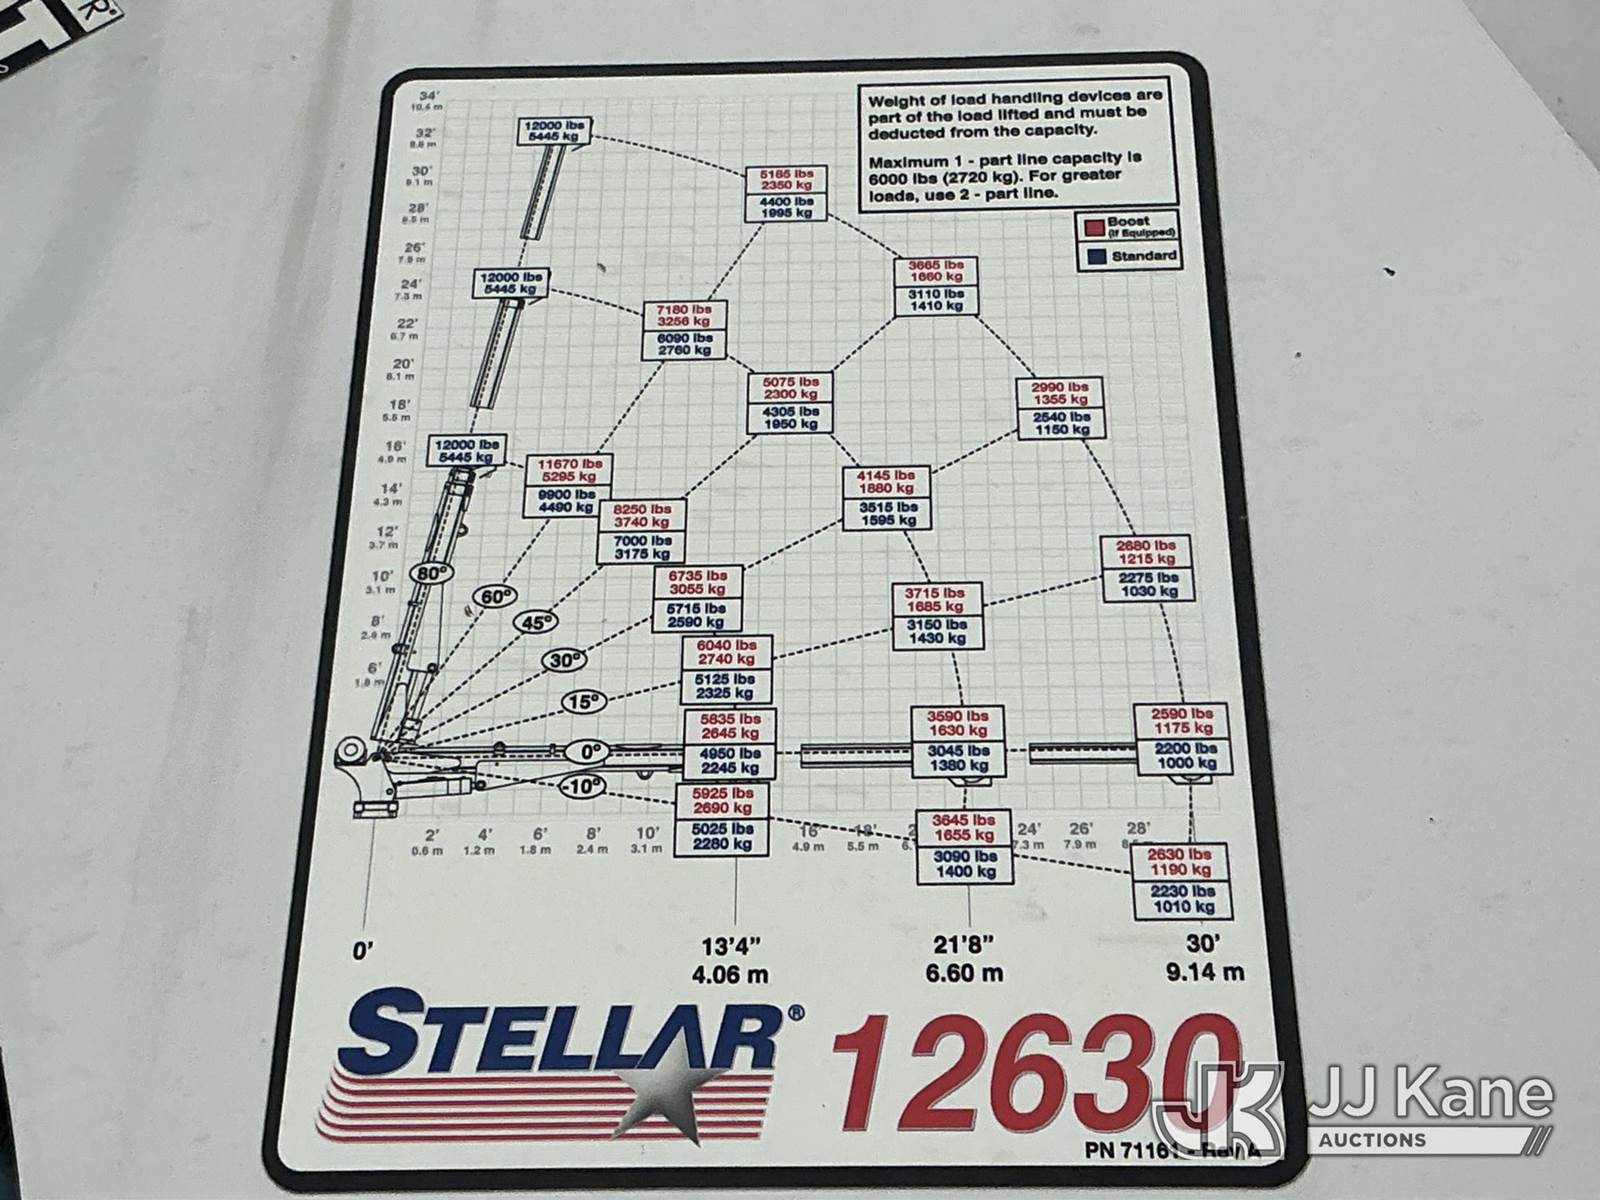 34'
10.4 m
32'
9.8 m
30'
9.1 m
28'
8.5 m
26'
7.9 m
24'
7.3 m
22'
6.7 m
20'
6.1 m
18'
5.5 m
16'
4.9 m
14'
4.3 m
12'
3.7 m
10'
3.1 m
8'
2.4 m
6'
1.8 m
Weight of load handling devices are
part of the load lifted and must be
deducted from the capacity.
Maximum 1 - part line capacity is
6000 lbs (2720 kg). For greater
loads, use 2 - part line.
Boost
(If Equipped)
Standard
12000 lbs
5445 kg
5185 lbs
2350 kg
4400 lbs
1995 kg
3665 lbs
1660 kg
3110 lbs
1410 kg
12000 lbs
5445 kg
7180 lbs
3256 kg
6090 lbs
2760 kg
5075 lbs
2300 kg
4305 lbs
1950 kg
2990 lbs
1355 kg
2540 lbs
1150 kg
12000 lbs
5445 kg
11670 lbs
5295 kg
9900 lbs
4490 kg
8250 lbs
3740 kg
7000 lbs
3175 kg
4145 lbs
1880 kg
3515 lbs
1595 kg
6735 lbs
3055 kg
5715 lbs
2590 kg
2680 lbs
1215 kg
2275 lbs
1030 kg
3715 lbs
1685 kg
3150 lbs
1430 kg
6040 lbs
2740 kg
5125 lbs
2325 kg
80°
60°
45°
30°
15°
0°
-10°
5835 lbs
2645 kg
4950 lbs
2245 kg
3590 lbs
1630 kg
3045 lbs
1380 kg
2590 lbs
1175 kg
2200 lbs
1000 kg
5925 lbs
2690 kg
5025 lbs
2280 kg
3645 lbs
1655 kg
3090 lbs
1400 kg
2630 lbs
1190 kg
2230 lbs
1010 kg
2' 4' 6' 8' 10' 16' 18' 24' 26' 28'
0.6 m 1.2 m 1.8 m 2.4 m 3.1 m 4.9 m 5.5 m 7.3 m 7.9 m
0' 13'4" 21'8" 30'
4.06 m 6.60 m 9.14 m
STELLAR® 12630
PN 71161 - Rev A
JK JJ Kane
AUCTIONS